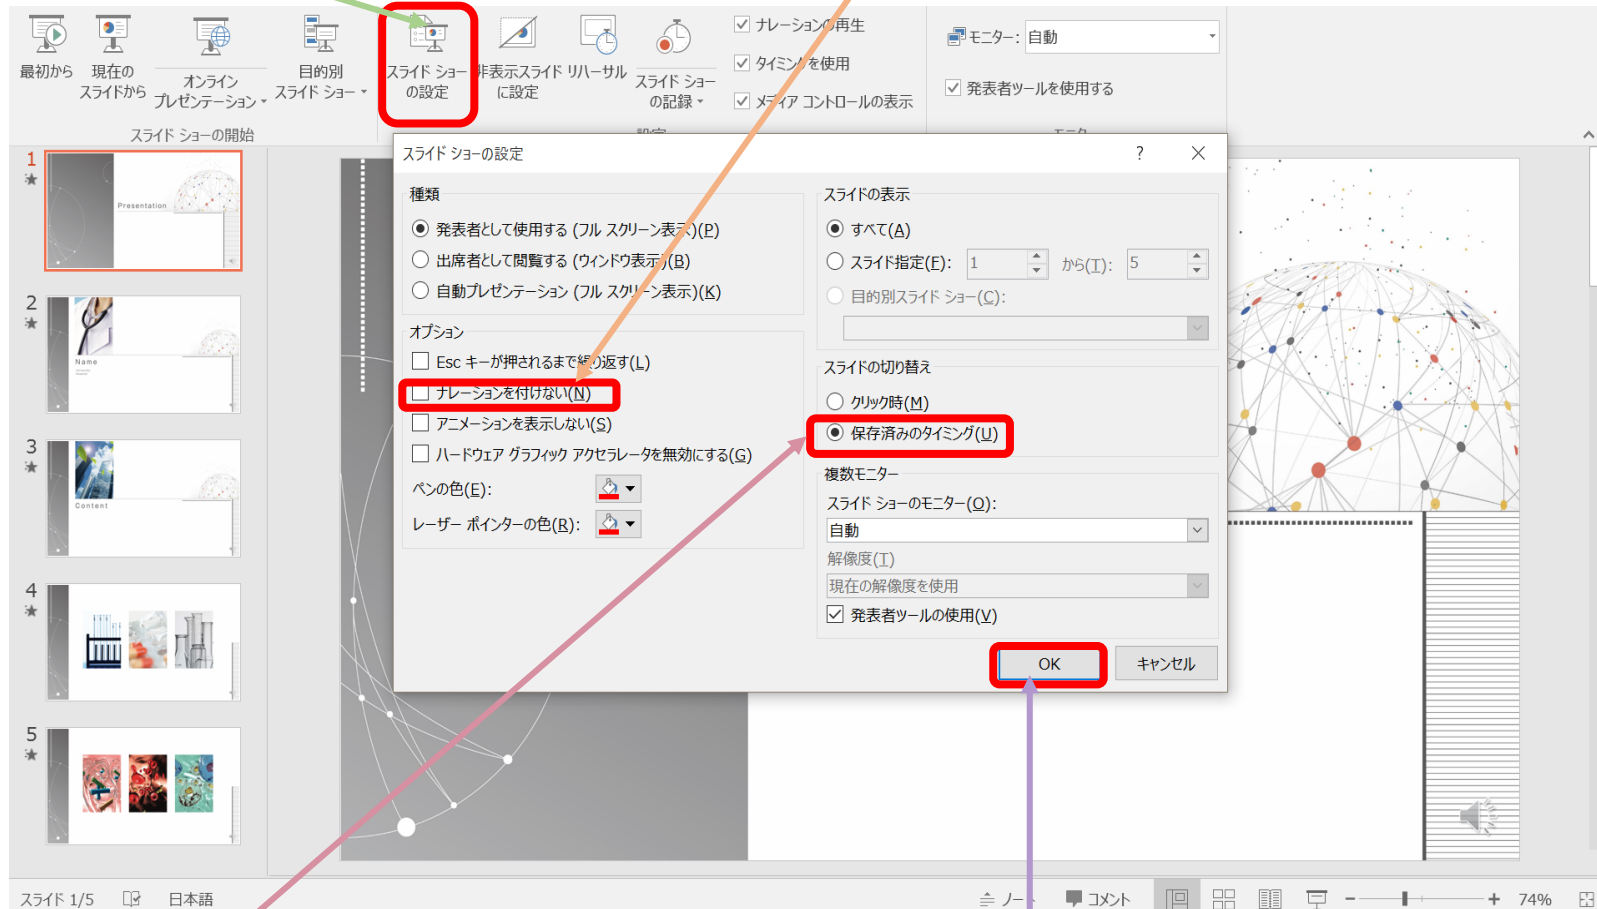 最初から
現在の
スライドから
オンライン
プレゼンテーション
目的別
スライド ショー
スライド ショー
の設定
非表示スライド
に設定
リハーサル
スライド ショー
の記録
ナレーションの再生
タイミングを使用
メディア コントロールの表示
モニター: 自動
発表者ツールを使用する
スライド ショーの開始
スライド ショーの設定
?
種類
発表者として使用する (フル スクリーン表示)(P)
出席者として閲覧する (ウィンドウ表示)(B)
自動プレゼンテーション (フル スクリーン表示)(K)
オプション
Esc キーが押されるまで繰り返す(L)
ナレーションを付けない(N)
アニメーションを表示しない(S)
ハードウェア グラフィック アクセラレータを無効にする(G)
ペンの色(E):
レーザー ポインターの色(R):
スライドの表示
すべて(A)
スライド指定(F): 1 から(T): 5
目的別スライド ショー(C):
スライドの切り替え
クリック時(M)
保存済みのタイミング(U)
複数モニター
スライド ショーのモニター(O):
自動
解像度(T)
現在の解像度を使用
発表者ツールの使用(V)
OK
キャンセル
1
Presentation
2
Name
3
Content
4
5
スライド 1/5
日本語
ノート
コメント
74%